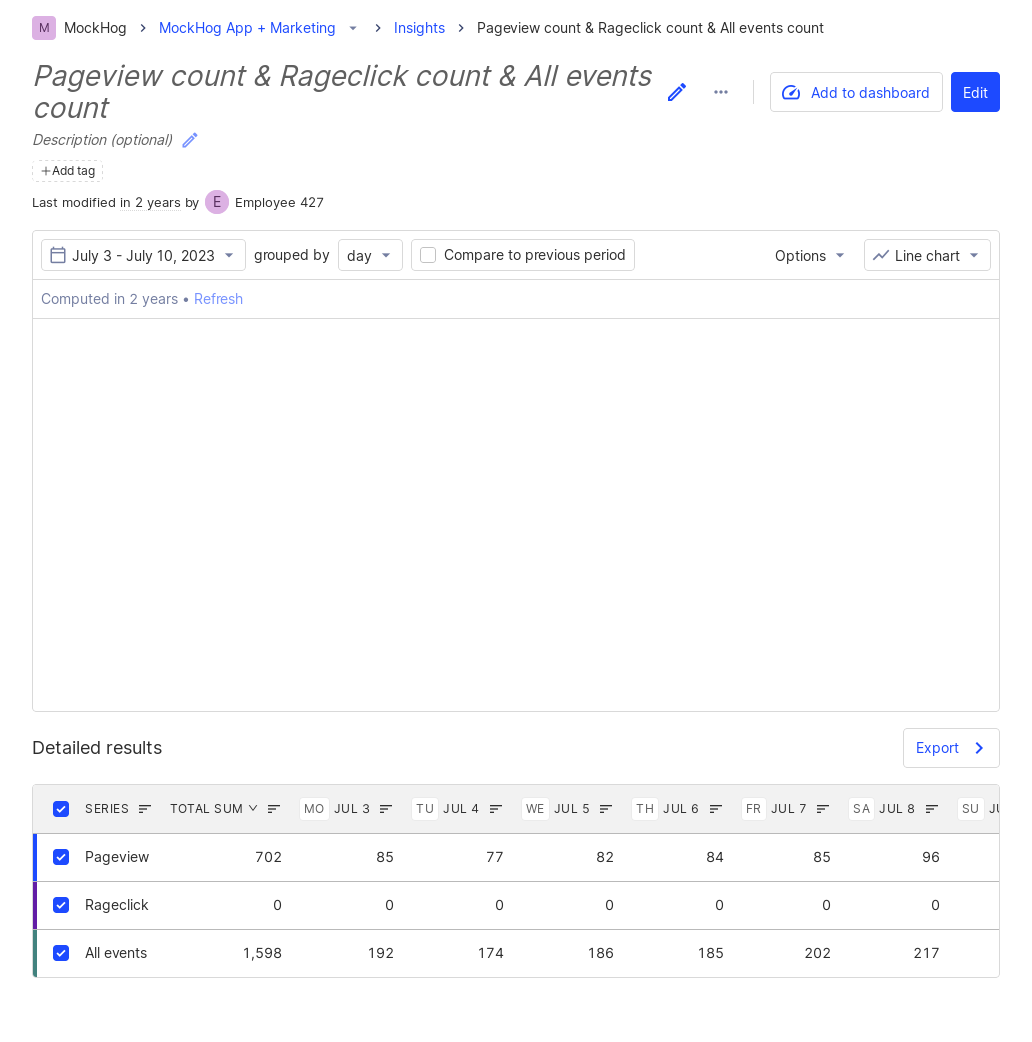 M MockHog MockHog App + Marketing Insights Pageview count & Rageclick count & All events count
Pageview count & Rageclick count & All events
count
Add to dashboard Edit
Description (optional)
Add tag
Last modified in 2 years by E Employee 427
July 3 - July 10, 2023 grouped by day Compare to previous period Options Line chart
Computed in 2 years • Refresh
Detailed results Export
SERIES TOTAL SUM MO JUL 3 TU JUL 4 WE JUL 5 TH JUL 6 FR JUL 7 SA JUL 8 SU
Pageview 702 85 77 82 84 85 96
Rageclick 0 0 0 0 0 0 0
All events 1,598 192 174 186 185 202 217